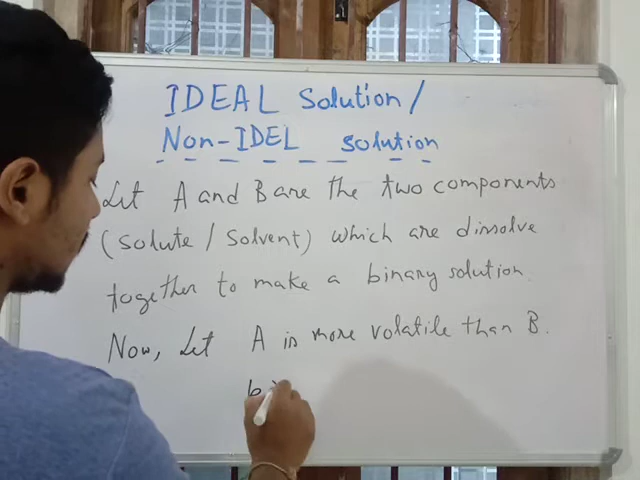 IDEAL Solution /
Non-IDEL solution
Let A and B are the two components
(solute / solvent) which are dissolve
together to make a binary solution.
Now, Let A is more volatile than B.